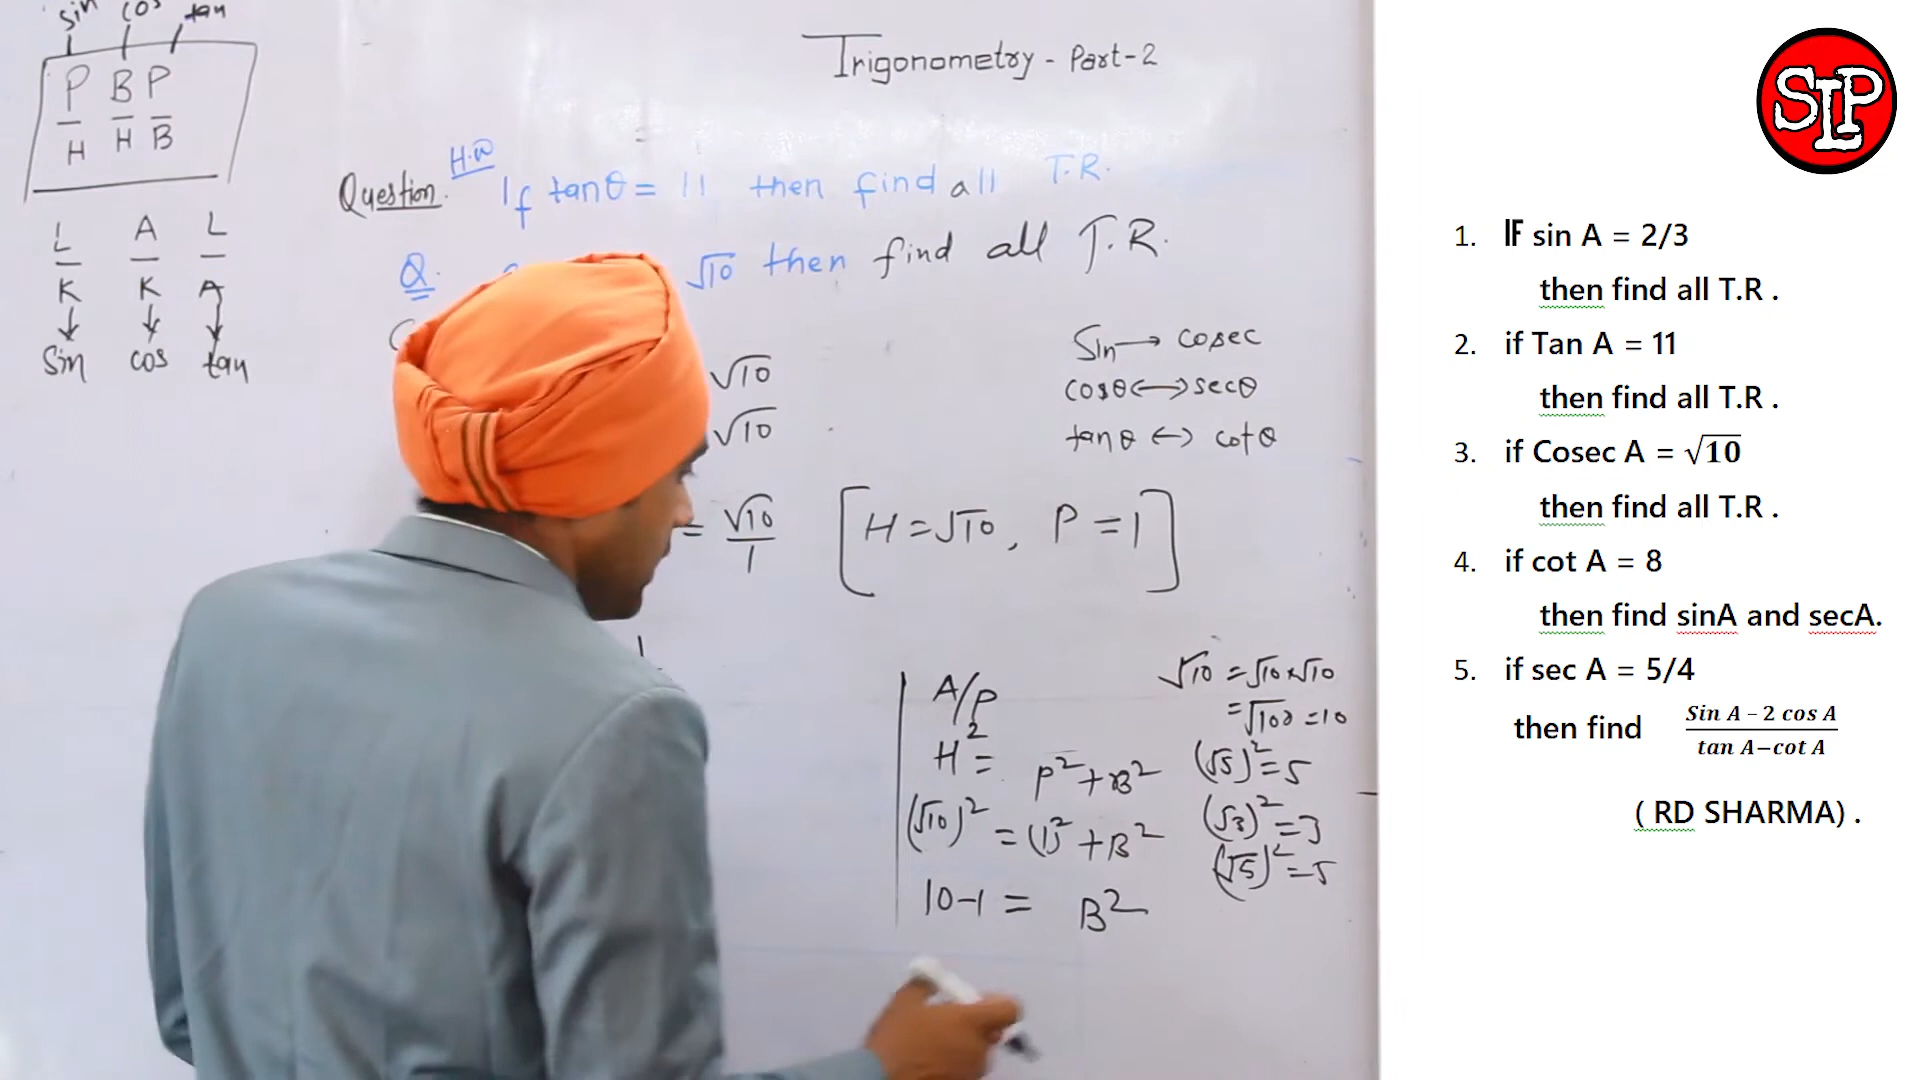 sin cos tan
P B P
H H B
L A L
K K A
Sin cos tan
Trigonometry - Part-2
H.W
Question. If tanθ = 11 then find all T.R.
Q. √10 then find all T.R.
√10
√10
= √10/1 [H = √10, P = 1]
Sin → cosec
cosθ ↔ secθ
tanθ ↔ cotθ
A/P
H² = P² + B²
(√10)² = (1)² + B²
10-1 = B²
√10 = √10 × √10
= √100 = 10
(√5)² = 5
(√3)² = 3
(√5)² = 5
SLP
1. IF sin A = 2/3
then find all T.R .
2. if Tan A = 11
then find all T.R .
3. if Cosec A = √10
then find all T.R .
4. if cot A = 8
then find sinA and secA.
5. if sec A = 5/4
then find Sin A – 2 cos A / tan A–cot A
( RD SHARMA) .